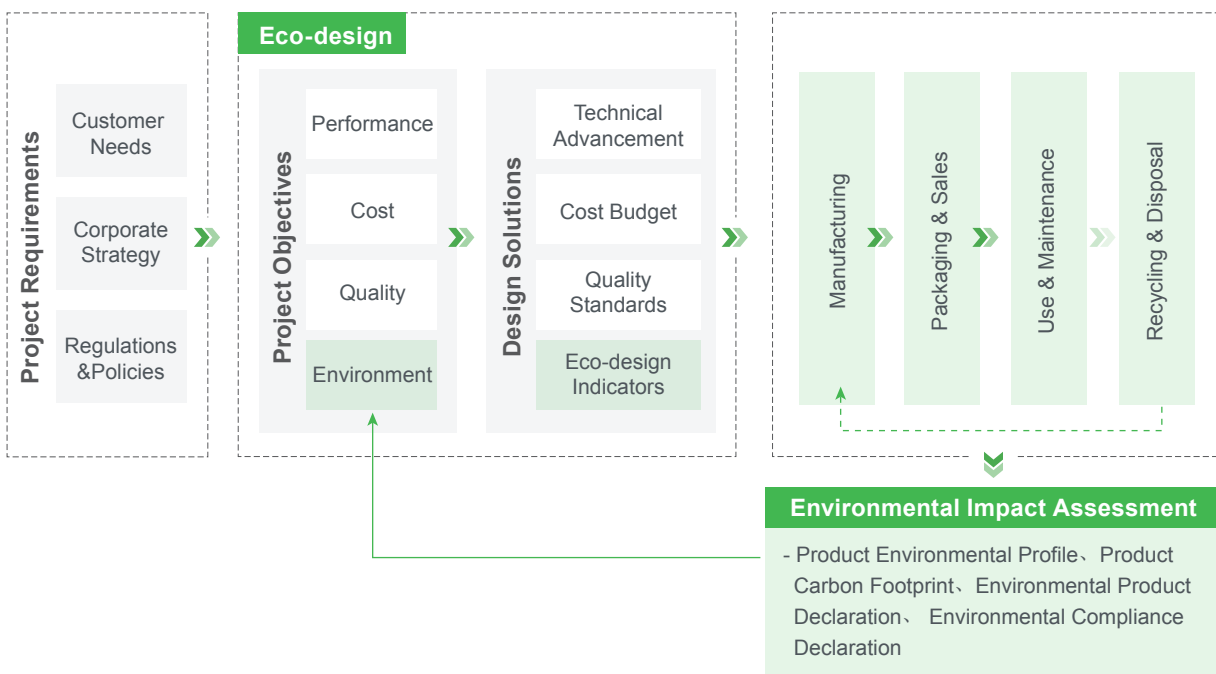 Project Requirements
Customer
Needs
Corporate
Strategy
Regulations
&Policies
Eco-design
Project Objectives
Performance
Cost
Quality
Environment
Design Solutions
Technical
Advancement
Cost Budget
Quality
Standards
Eco-design
Indicators
Manufacturing
Packaging & Sales
Use & Maintenance
Recycling & Disposal
Environmental Impact Assessment
- Product Environmental Profile、Product
Carbon Footprint、Environmental Product
Declaration、 Environmental Compliance
Declaration